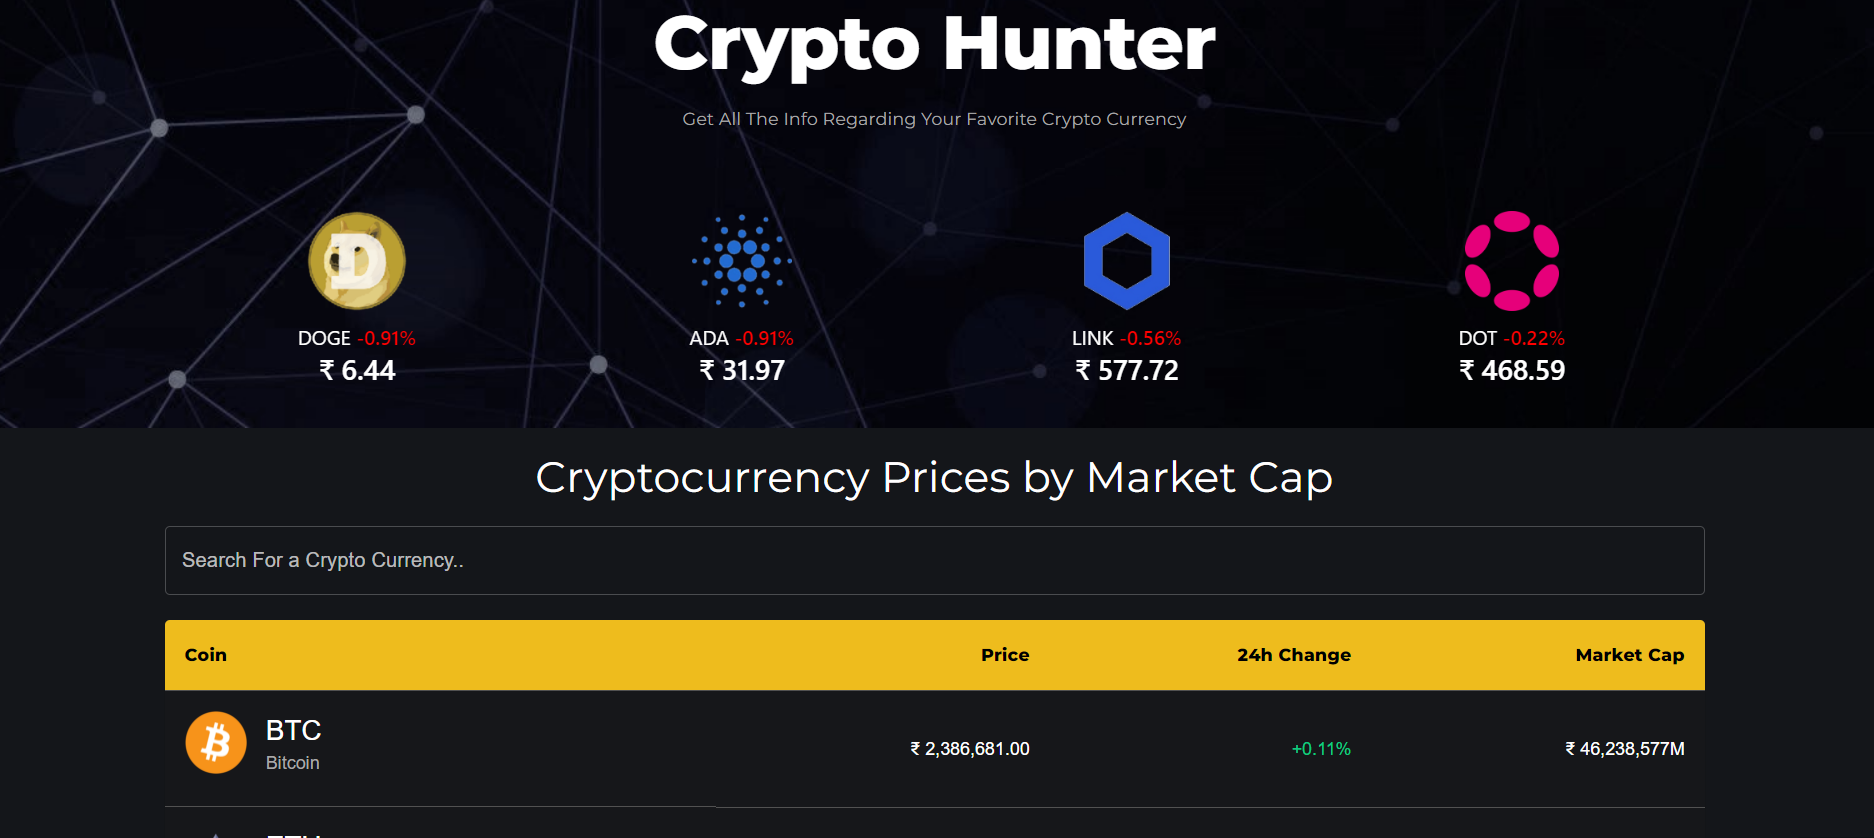 Crypto Hunter
Get All The Info Regarding Your Favorite Crypto Currency
DOGE -0.91%
₹ 6.44
ADA -0.91%
₹ 31.97
LINK -0.56%
₹ 577.72
DOT -0.22%
₹ 468.59
Cryptocurrency Prices by Market Cap
Search For a Crypto Currency..
Coin Price 24h Change Market Cap
BTC
Bitcoin
₹ 2,386,681.00 +0.11% ₹ 46,238,577M